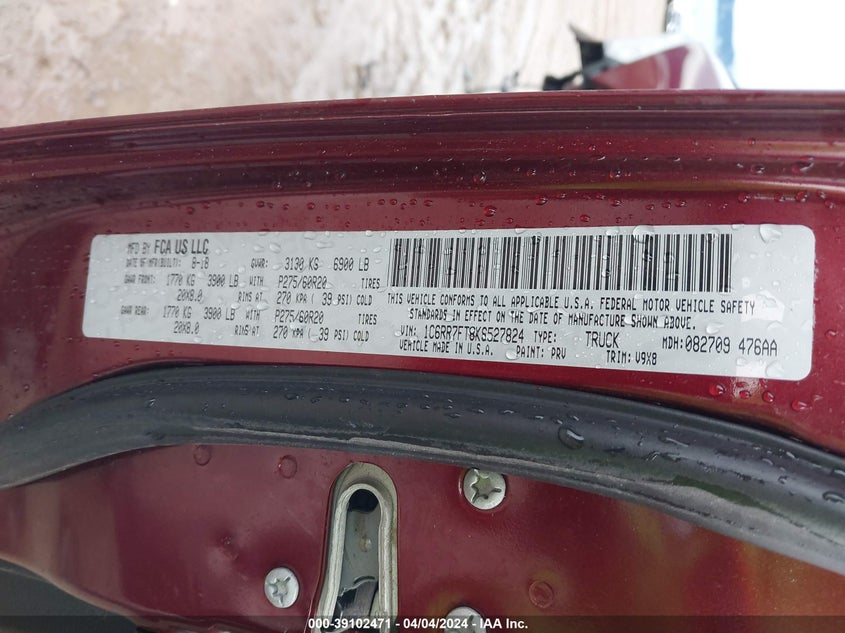 MFD BY FCA US LLC
DATE OF MFR(BUILT): 8-18 GVWR: 3130 KG 6900 LB
GAWR FRONT: 1770 KG 3900 LB WITH P275/60R20 TIRES
20X8.0 RIMS AT 270 KPA ( 39 PSI) COLD
GAWR REAR: 1770 KG 3900 LB WITH P275/60R20 TIRES
20X8.0 RIMS AT 270 KPA ( 39 PSI) COLD
THIS VEHICLE CONFORMS TO ALL APPLICABLE U.S.A. FEDERAL MOTOR VEHICLE SAFETY
STANDARDS IN EFFECT ON THE DATE OF MANUFACTURE SHOWN ABOVE.
VIN: 1C6RR7FT8KS527824 TYPE: TRUCK MDH:082709 476AA
VEHICLE MADE IN U.S.A. PAINT: PRV TRIM: V9X8
000-39102471 - 04/04/2024 - IAAI Inc.